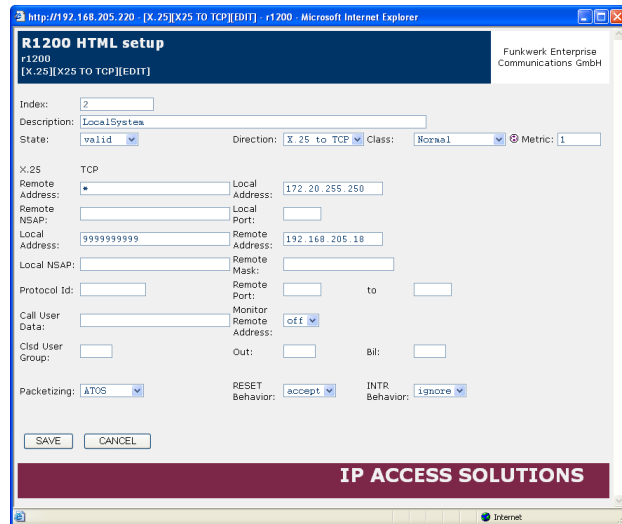 http://192.168.205.220 - [X.25][X25 TO TCP][EDIT] - r1200 - Microsoft Internet Explorer
R1200 HTML setup
r1200
[X.25][X25 TO TCP][EDIT]
Funkwerk Enterprise
Communications GmbH
Index: 2
Description: LocalSystem
State: valid Direction: X.25 to TCP Class: Normal Metric: 1
X.25 TCP
Remote Address: * Local Address: 172.20.255.250
Remote NSAP: Local Port:
Local Address: 9999999999 Remote Address: 192.168.205.18
Local NSAP: Remote Mask:
Protocol Id: Remote Port: to
Call User Data: Monitor Remote Address: off
Clsd User Group: Out: Bil:
Packetizing: ATOS RESET Behavior: accept INTR Behavior: ignore
SAVE CANCEL
IP ACCESS SOLUTIONS
Internet